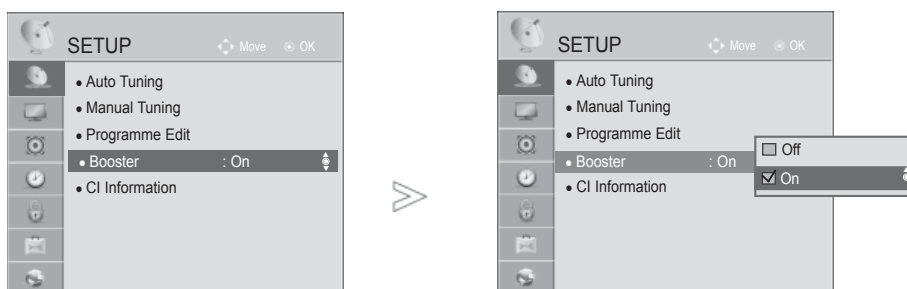 SETUP Move OK
• Auto Tuning
• Manual Tuning
• Programme Edit
• Booster : On
• CI Information
SETUP Move OK
• Auto Tuning
• Manual Tuning
• Programme Edit
• Booster : On
• CI Information
Off
On